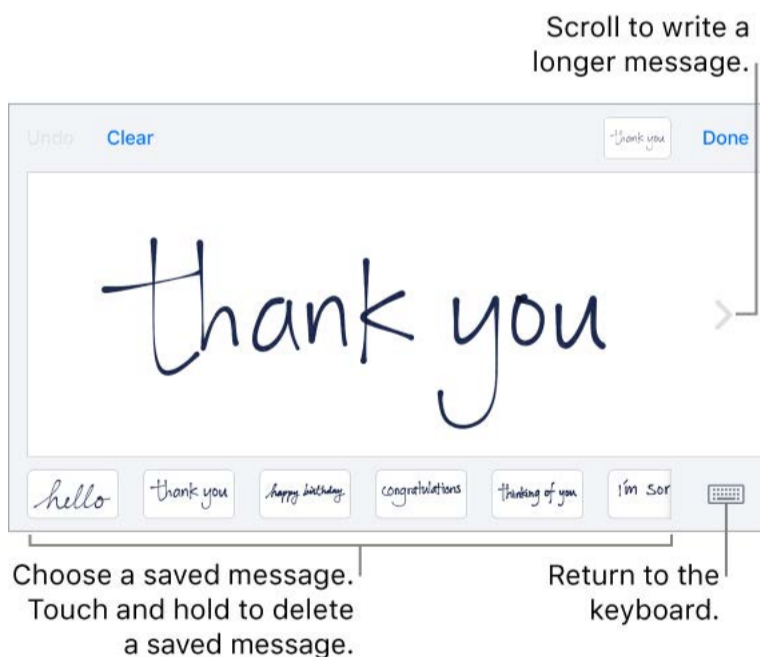 Scroll to write a
longer message.
Undo Clear thank you Done
thank you
hello thank you happy birthday congratulations thinking of you I'm sor
Choose a saved message.
Touch and hold to delete
a saved message.
Return to the
keyboard.